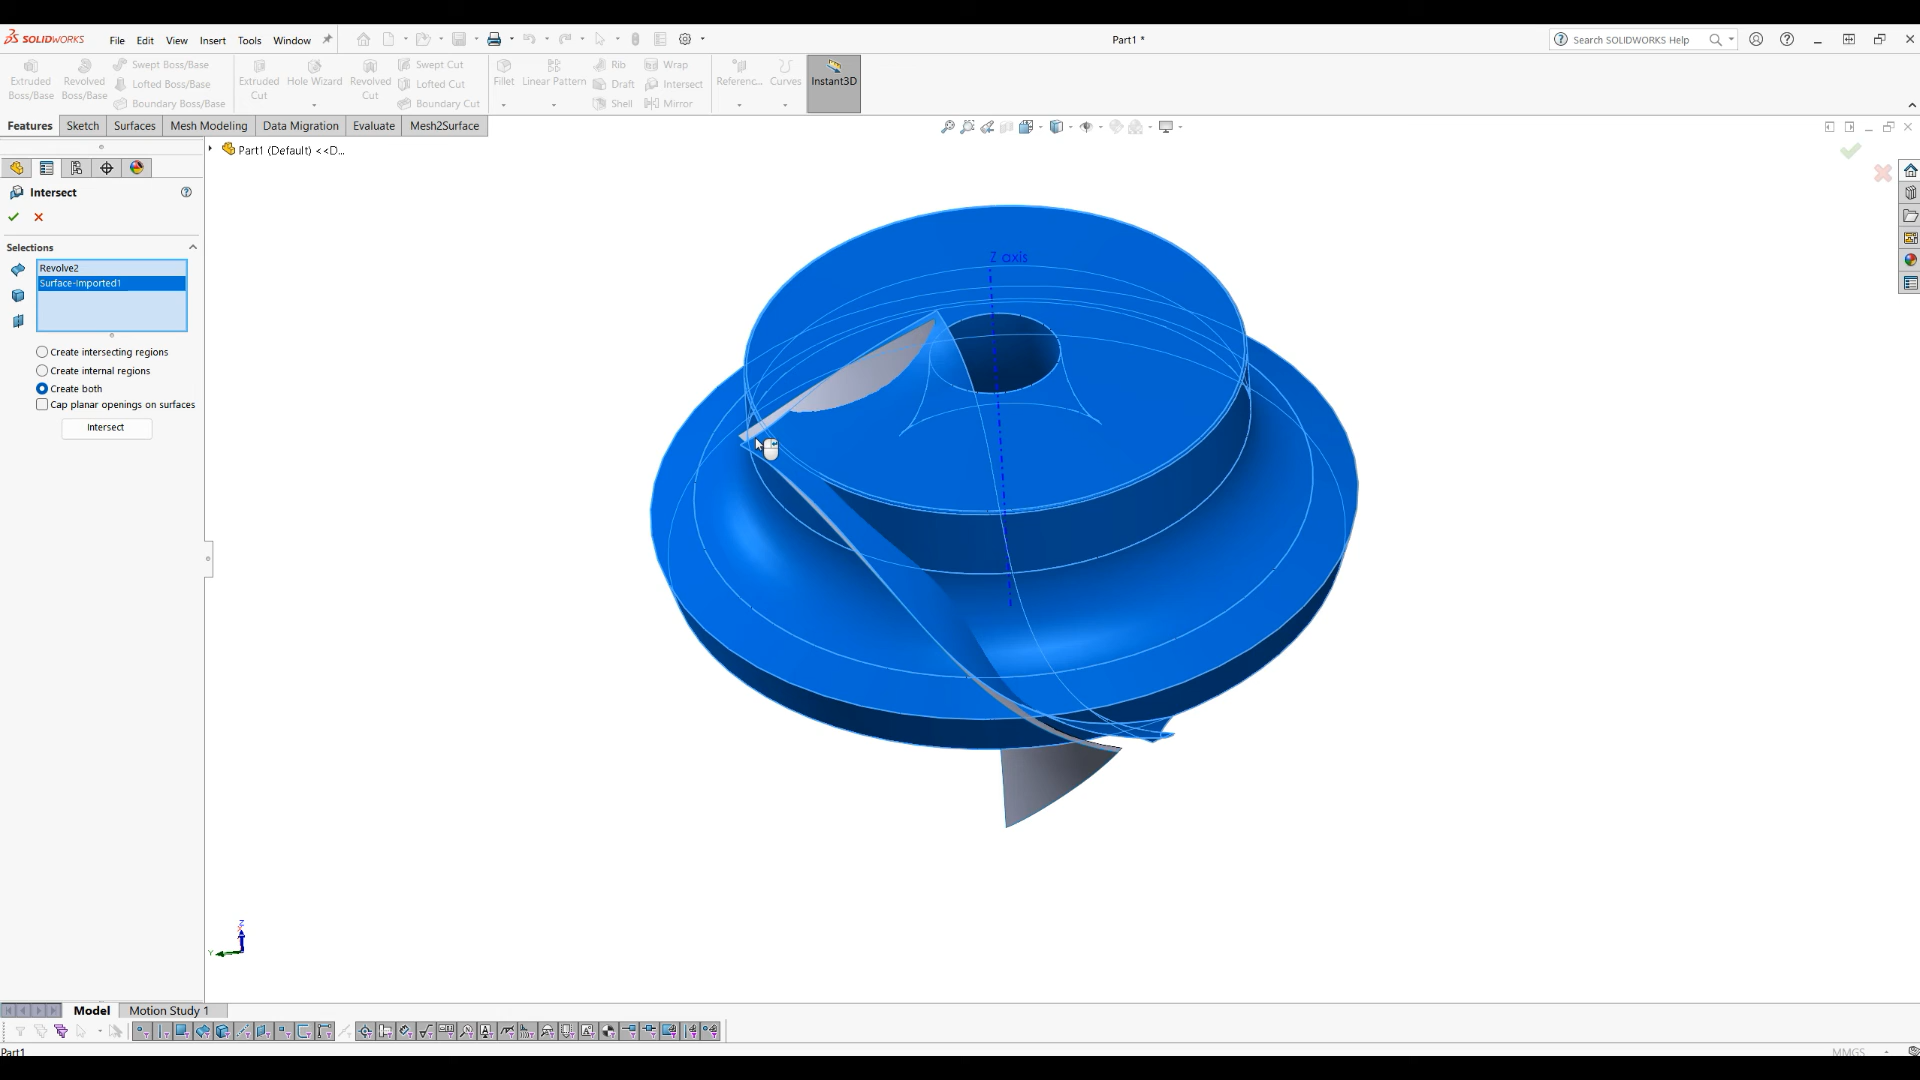 SOLIDWORKS File Edit View Insert Tools Window Part1 * Search SOLIDWORKS Help
Extruded Boss/Base
Revolved Boss/Base
Swept Boss/Base
Lofted Boss/Base
Boundary Boss/Base
Extruded Cut
Hole Wizard
Revolved Cut
Swept Cut
Lofted Cut
Boundary Cut
Fillet
Linear Pattern
Rib
Draft
Shell
Wrap
Intersect
Mirror
Referenc...
Curves
Instant3D
Features Sketch Surfaces Mesh Modeling Data Migration Evaluate Mesh2Surface
Part1 (Default) <<D...
Intersect
Selections
Revolve2
Surface-Imported1
Create intersecting regions
Create internal regions
Create both
Cap planar openings on surfaces
Intersect
Z axis
Z
Y
Model Motion Study 1
Part1 MMGS